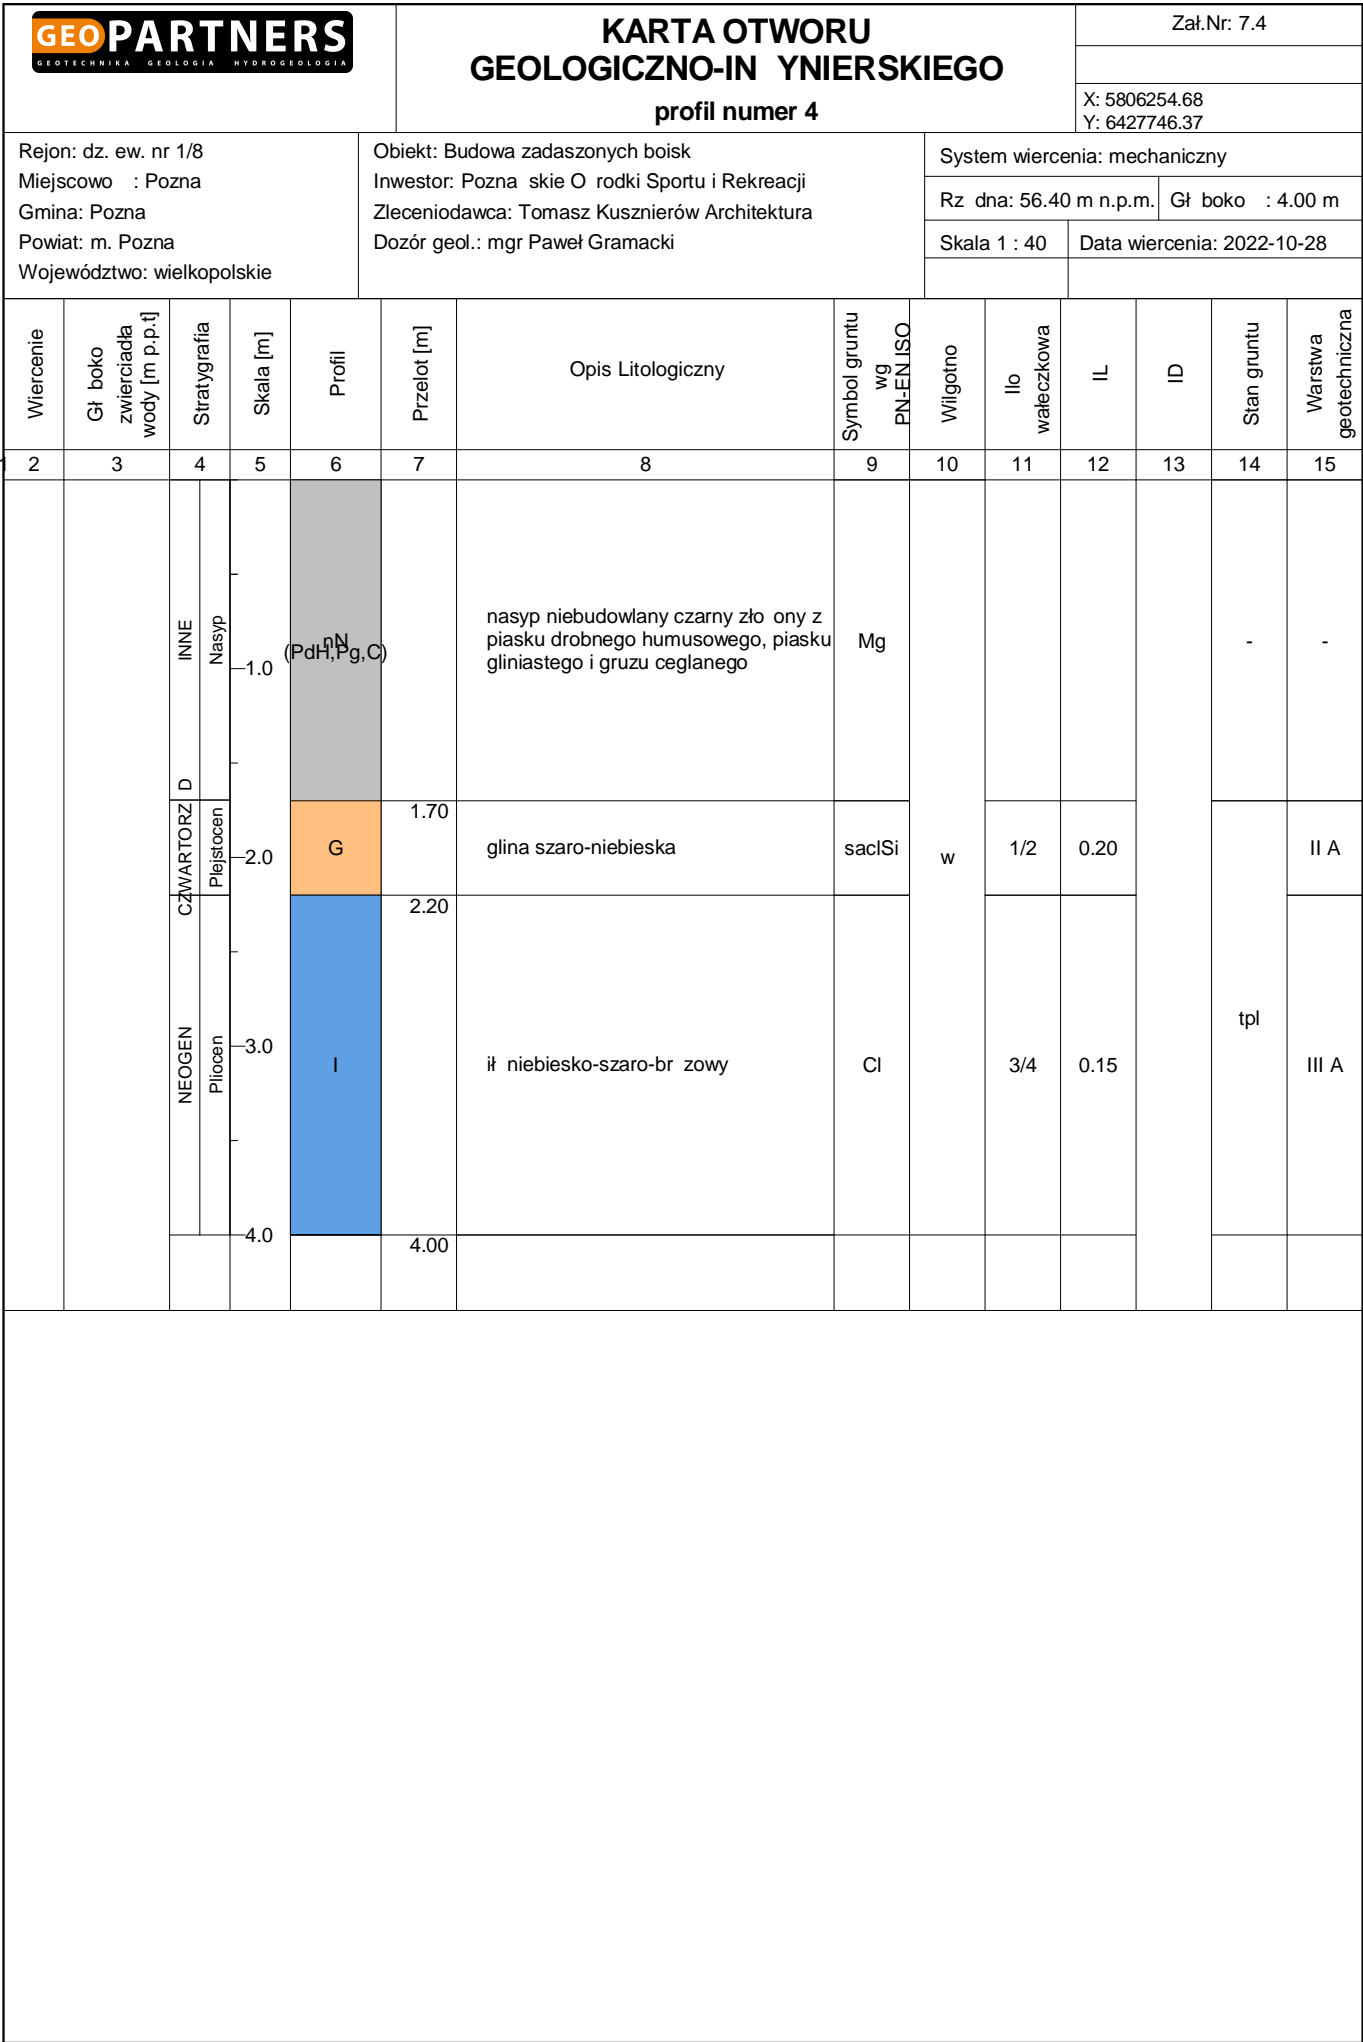 GEOPARTNERS
GEOTECHNIKA GEOLOGIA HYDROGEOLOGIA
KARTA OTWORU
GEOLOGICZNO-IN YNIERSKIEGO
profil numer 4
Zał.Nr: 7.4
X: 5806254.68
Y: 6427746.37
Rejon: dz. ew. nr 1/8
Miejscowo : Pozna
Gmina: Pozna
Powiat: m. Pozna
Województwo: wielkopolskie
Obiekt: Budowa zadaszonych boisk
Inwestor: Pozna skie O rodki Sportu i Rekreacji
Zleceniodawca: Tomasz Kusznierów Architektura
Dozór geol.: mgr Paweł Gramacki
System wiercenia: mechaniczny
Rz dna: 56.40 m n.p.m.
Gł boko : 4.00 m
Skala 1 : 40
Data wiercenia: 2022-10-28
Wiercenie
Gł boko
zwierciadła
wody [m p.p.t]
Stratygrafia
Skala [m]
Profil
Przelot [m]
Opis Litologiczny
Symbol gruntu
wg
PN-EN ISO
Wilgotno
Ilo
wałeczkowa
IL
ID
Stan gruntu
Warstwa
geotechniczna
1 2 3 4 5 6 7 8 9 10 11 12 13 14 15
INNE
Nasyp
1.0
nN
(PdH,Pg,C)
nasyp niebudowlany czarny zło ony z
piasku drobnego humusowego, piasku
gliniastego i gruzu ceglanego
Mg
-
-
CZWARTORZ D
Plejstocen
2.0
G
1.70
glina szaro-niebieska
saclSi
w
1/2
0.20
II A
NEOGEN
Pliocen
3.0
I
2.20
ił niebiesko-szaro-br zowy
Cl
3/4
0.15
tpl
III A
4.0
4.00